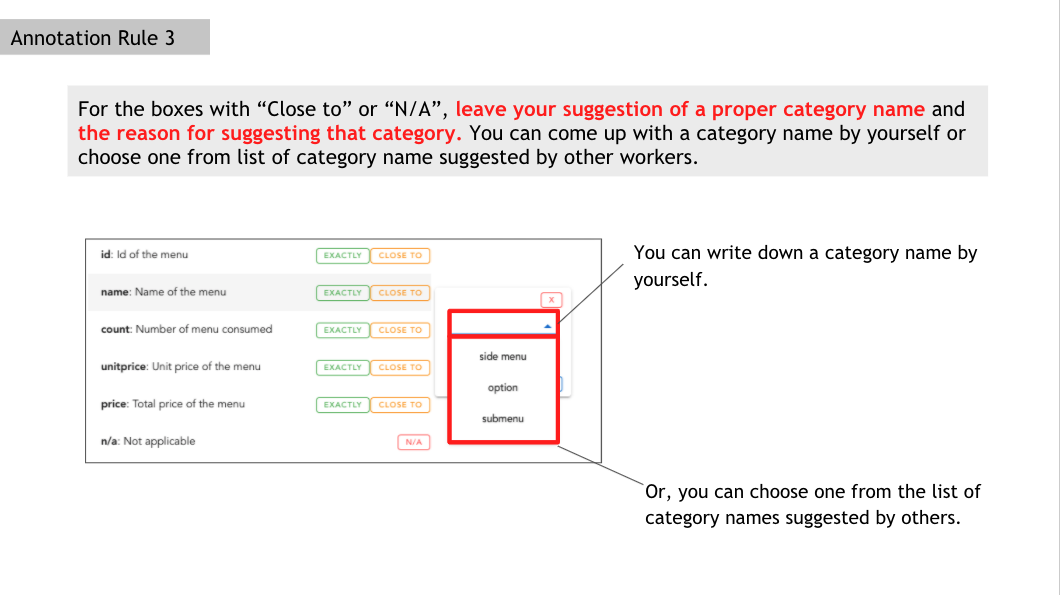 Annotation Rule 3
For the boxes with “Close to” or “N/A”, leave your suggestion of a proper category name and
the reason for suggesting that category. You can come up with a category name by yourself or
choose one from list of category name suggested by other workers.
id: Id of the menu EXACTLY CLOSE TO
name: Name of the menu EXACTLY CLOSE TO
count: Number of menu consumed EXACTLY CLOSE TO
unitprice: Unit price of the menu EXACTLY CLOSE TO
price: Total price of the menu EXACTLY CLOSE TO
n/a: Not applicable N/A
X
side menu
option
submenu
You can write down a category name by
yourself.
Or, you can choose one from the list of
category names suggested by others.